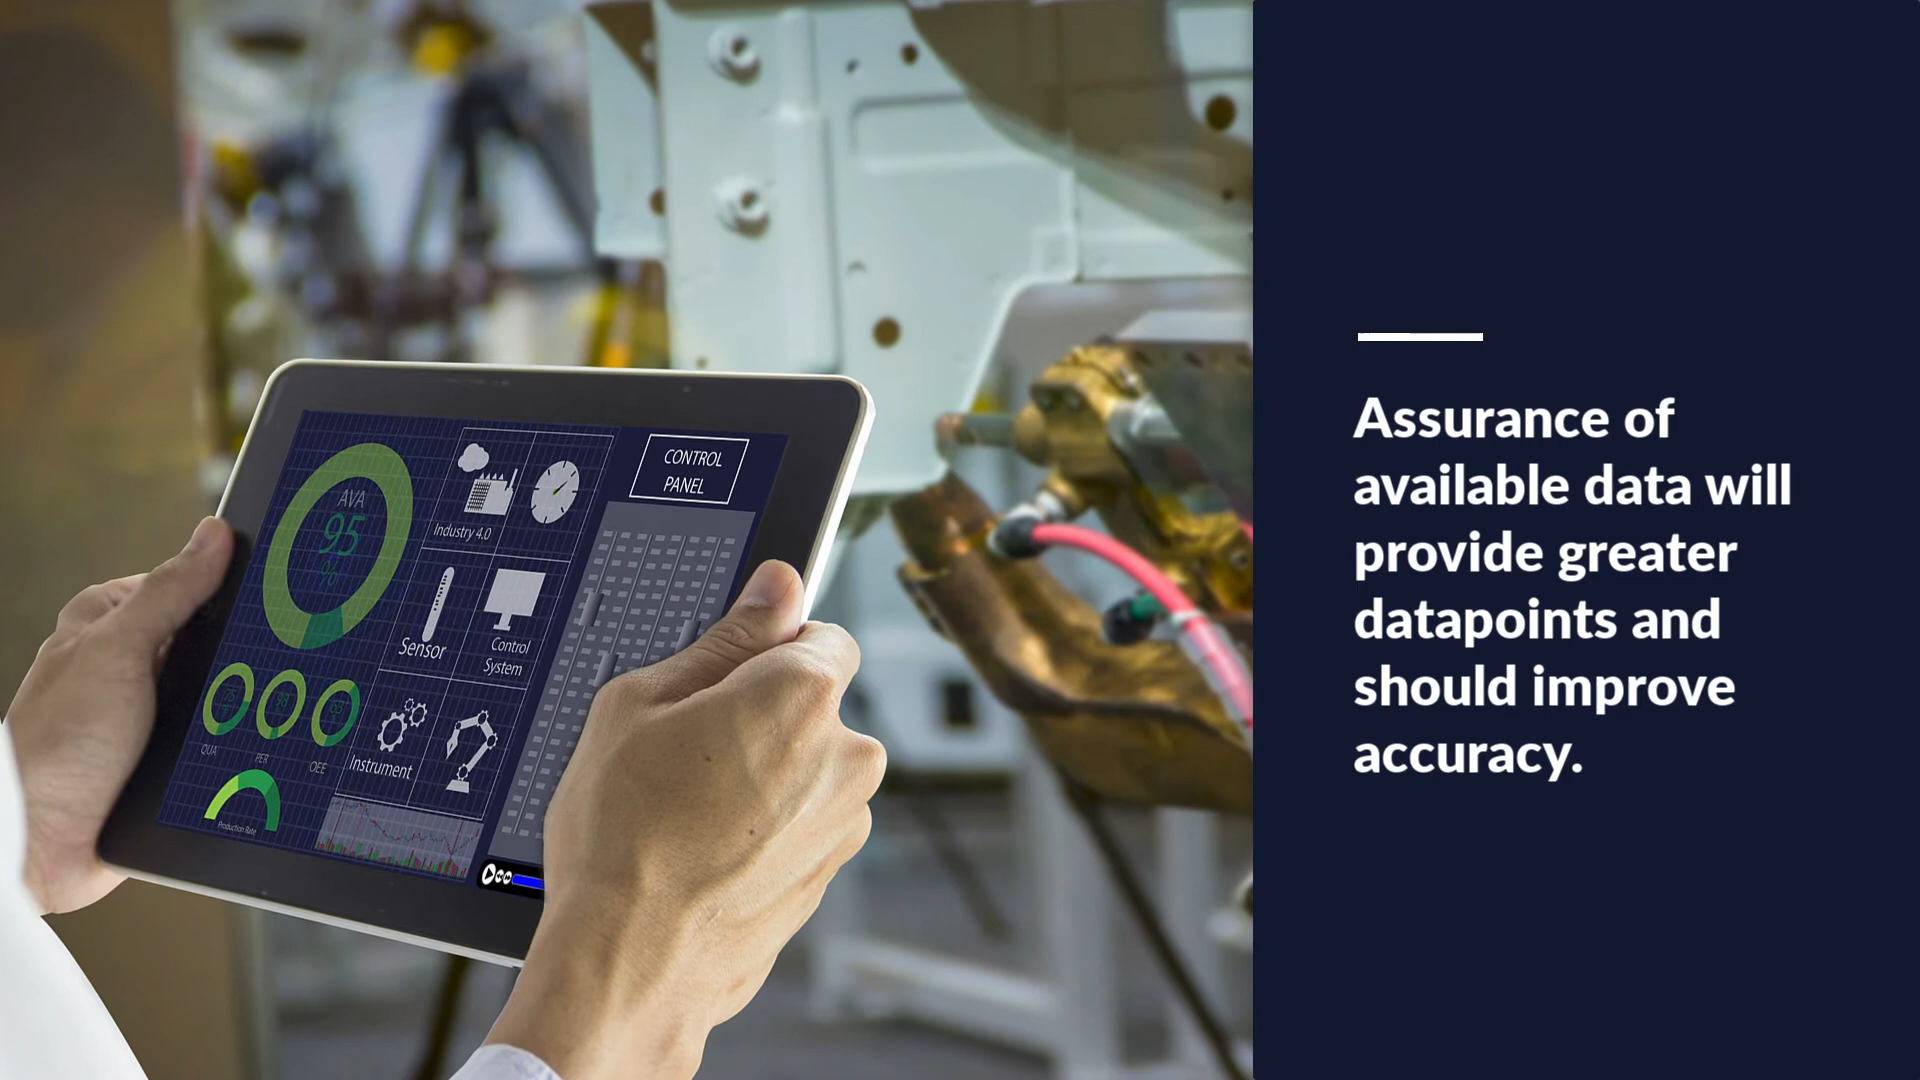 AVA
95
%
Industry 4.0
CONTROL
PANEL
Sensor
Control
System
Instrument
QUA
PER
OEE
Production Rate
Assurance of
available data will
provide greater
datapoints and
should improve
accuracy.